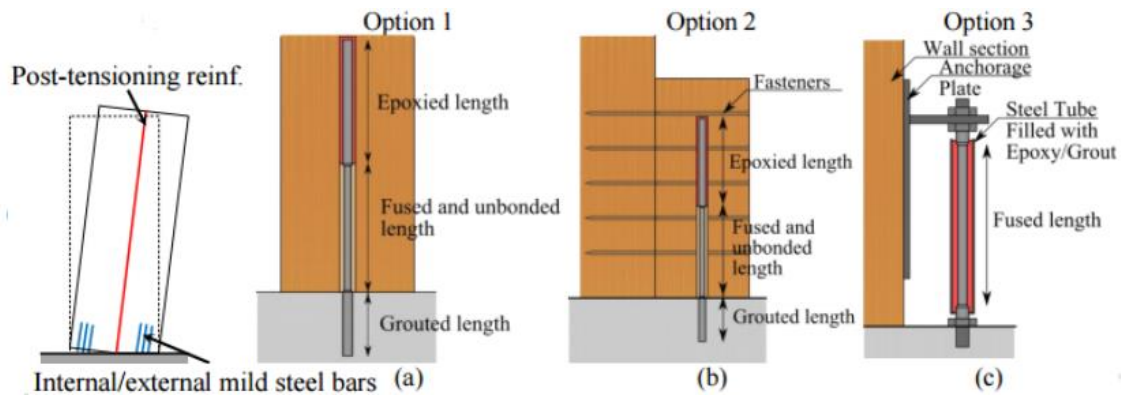 Post-tensioning reinf.
Internal/external mild steel bars
Option 1
Epoxied length
Fused and unbonded
length
Grouted length
(a)
Option 2
Fasteners
Epoxied length
Fused and
unbonded
length
Grouted length
(b)
Option 3
Wall section
Anchorage
Plate
Steel Tube
Filled with
Epoxy/Grout
Fused length
(c)